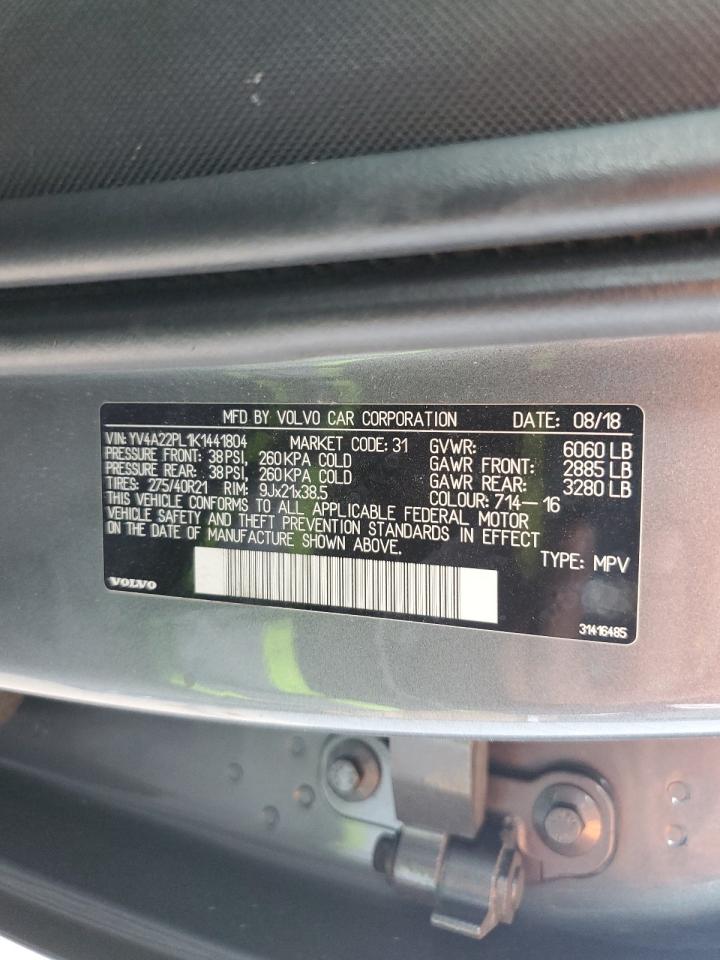 MFD BY VOLVO CAR CORPORATION DATE: 08/18
VIN: YV4A22PL1K1441804 MARKET CODE: 31 GVWR: 6060 LB
PRESSURE FRONT: 38 PSI, 260 KPA COLD GAWR FRONT: 2885 LB
PRESSURE REAR: 38 PSI, 260 KPA COLD GAWR REAR: 3280 LB
TIRES: 275/40R21 RIM: 9Jx21x38.5 COLOUR: 714-16
THIS VEHICLE CONFORMS TO ALL APPLICABLE FEDERAL MOTOR
VEHICLE SAFETY AND THEFT PREVENTION STANDARDS IN EFFECT
ON THE DATE OF MANUFACTURE SHOWN ABOVE.
TYPE: MPV
VOLVO
31416485